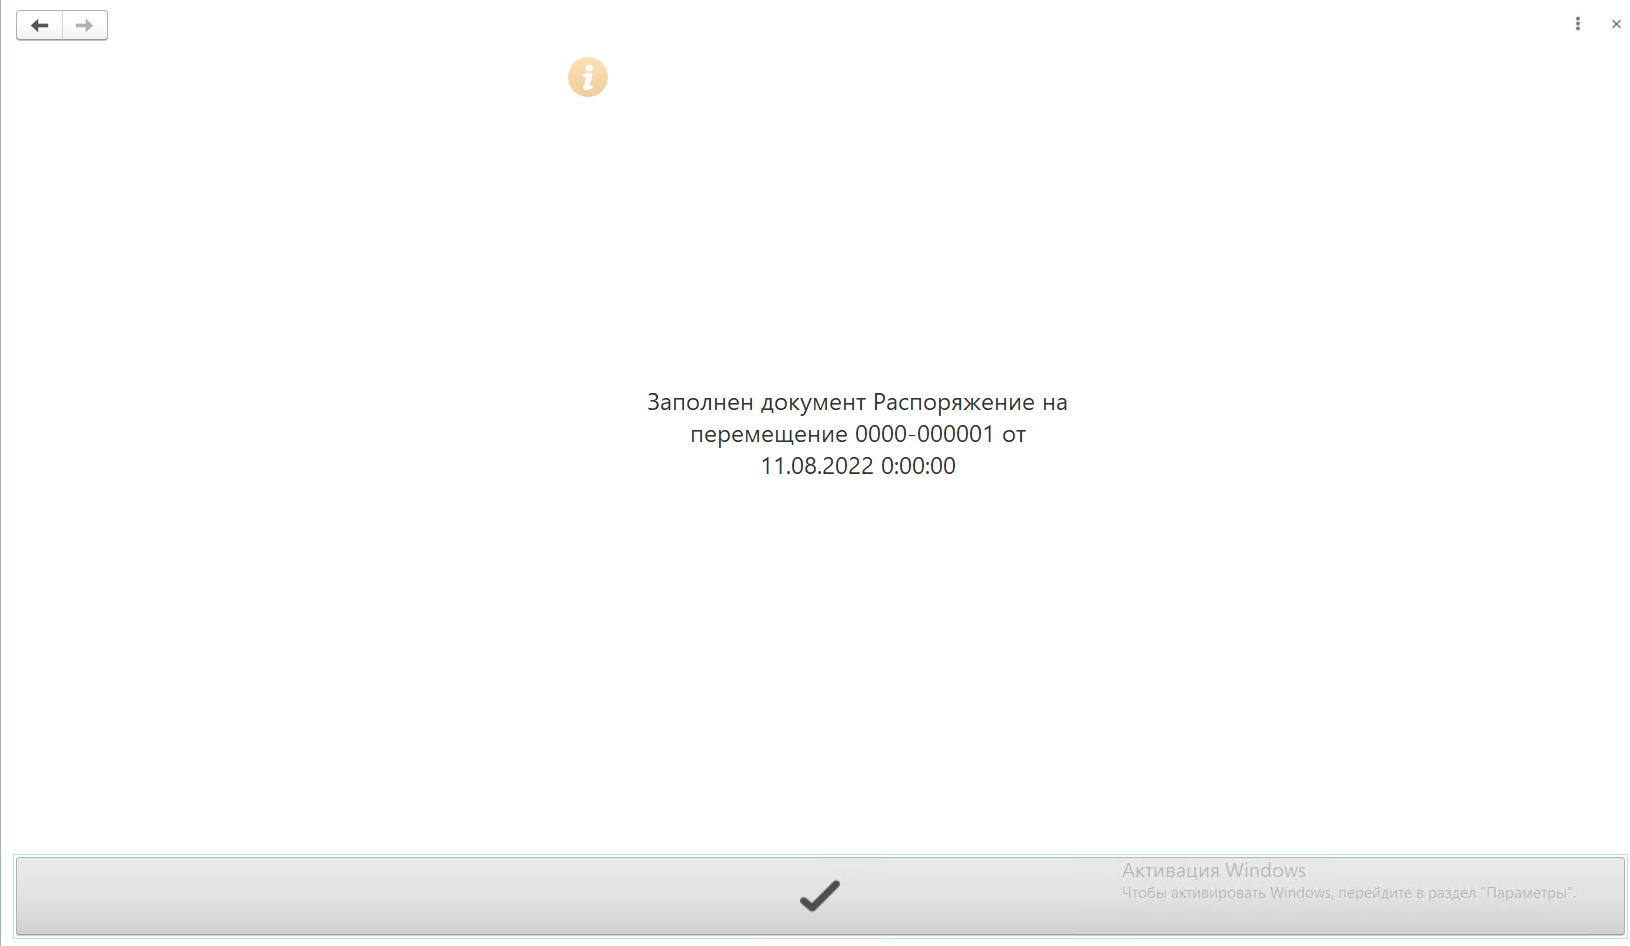 Заполнен документ Распоряжение на
перемещение 0000-000001 от
11.08.2022 0:00:00
Активация Windows
Чтобы активировать Windows, перейдите в раздел "Параметры".